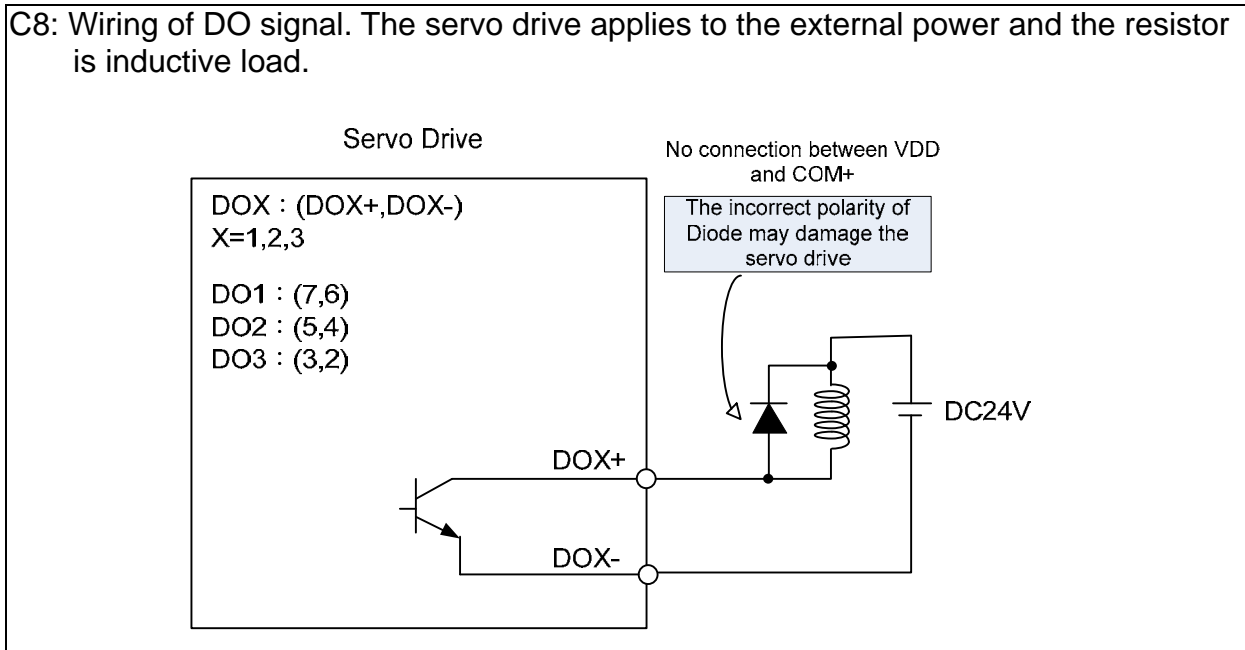 C8: Wiring of DO signal. The servo drive applies to the external power and the resistor
is inductive load.
Servo Drive
No connection between VDD
and COM+
The incorrect polarity of
Diode may damage the
servo drive
DOX：(DOX+,DOX-)
X=1,2,3
DO1：(7,6)
DO2：(5,4)
DO3：(3,2)
DC24V
DOX+
DOX-